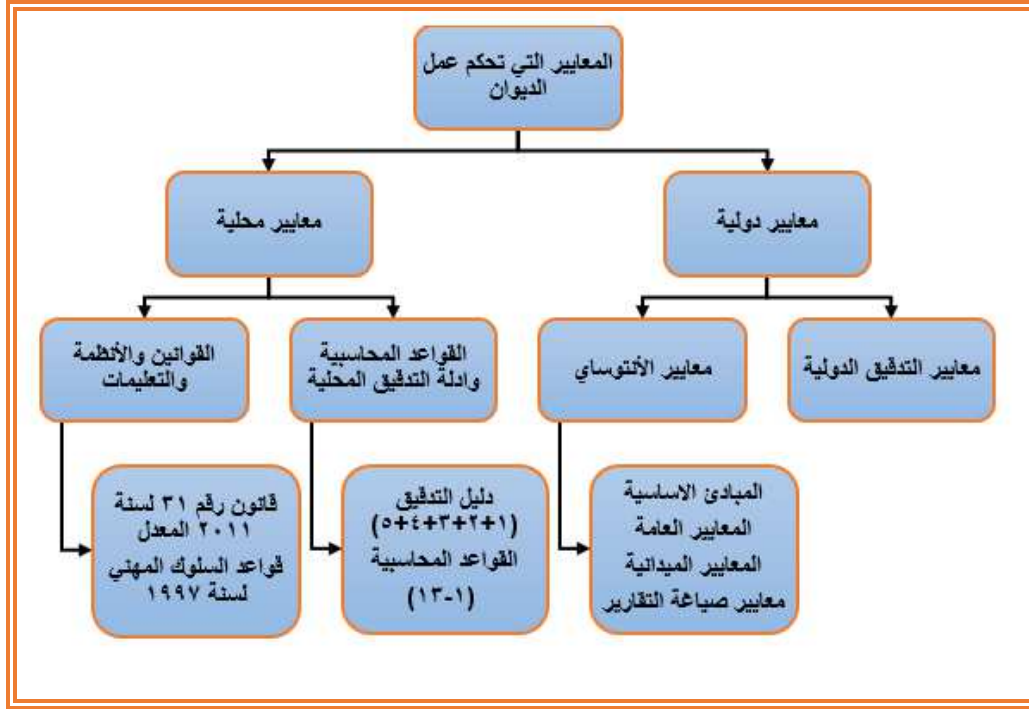 المعايير التي تحكم عمل
الديوان
معايير دولية
معايير محلية
معايير التدقيق الدولية
معايير الأنتوساي
القواعد المحاسبية
وادلة التدقيق المحلية
القوانين والأنظمة
والتعليمات
المبادئ الاساسية
المعايير العامة
المعايير الميدانية
معايير صياغة التقارير
دليل التدقيق
(١+٢+٣+٤+٥)
القواعد المحاسبية
(١-١٣)
قانون رقم ٣١ لسنة
٢٠١١ المعدل
قواعد السلوك المهني
لسنة ١٩٩٧